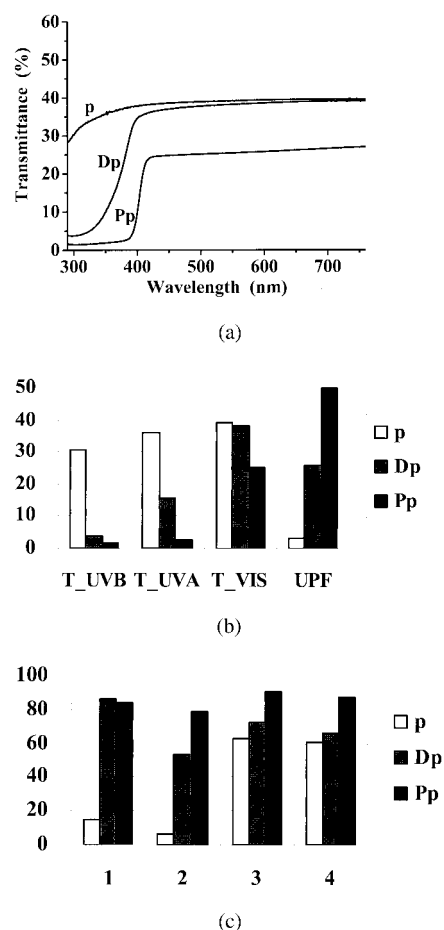 60
50
40
30
20
10
0
Transmittance (%)
p
Dp
Pp
300 400 500 600 700
Wavelength (nm)
(a)
50
40
30
20
10
0
T_UVB T_UVA T_VIS UPF
p
Dp
Pp
(b)
100
80
60
40
20
0
1 2 3 4
p
Dp
Pp
(c)